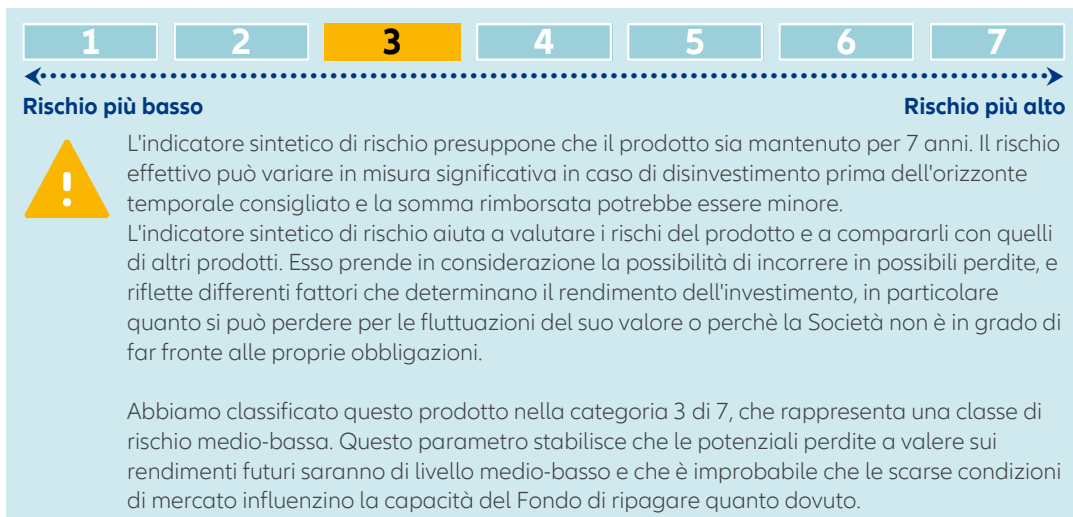 1 2 3 4 5 6 7
Rischio più basso Rischio più alto
L'indicatore sintetico di rischio presuppone che il prodotto sia mantenuto per 7 anni. Il rischio
effettivo può variare in misura significativa in caso di disinvestimento prima dell'orizzonte
temporale consigliato e la somma rimborsata potrebbe essere minore.
L'indicatore sintetico di rischio aiuta a valutare i rischi del prodotto e a compararli con quelli
di altri prodotti. Esso prende in considerazione la possibilità di incorrere in possibili perdite, e
riflette differenti fattori che determinano il rendimento dell'investimento, in particolare
quanto si può perdere per le fluttuazioni del suo valore o perchè la Società non è in grado di
far fronte alle proprie obbligazioni.
Abbiamo classificato questo prodotto nella categoria 3 di 7, che rappresenta una classe di
rischio medio-bassa. Questo parametro stabilisce che le potenziali perdite a valere sui
rendimenti futuri saranno di livello medio-basso e che è improbabile che le scarse condizioni
di mercato influenzino la capacità del Fondo di ripagare quanto dovuto.